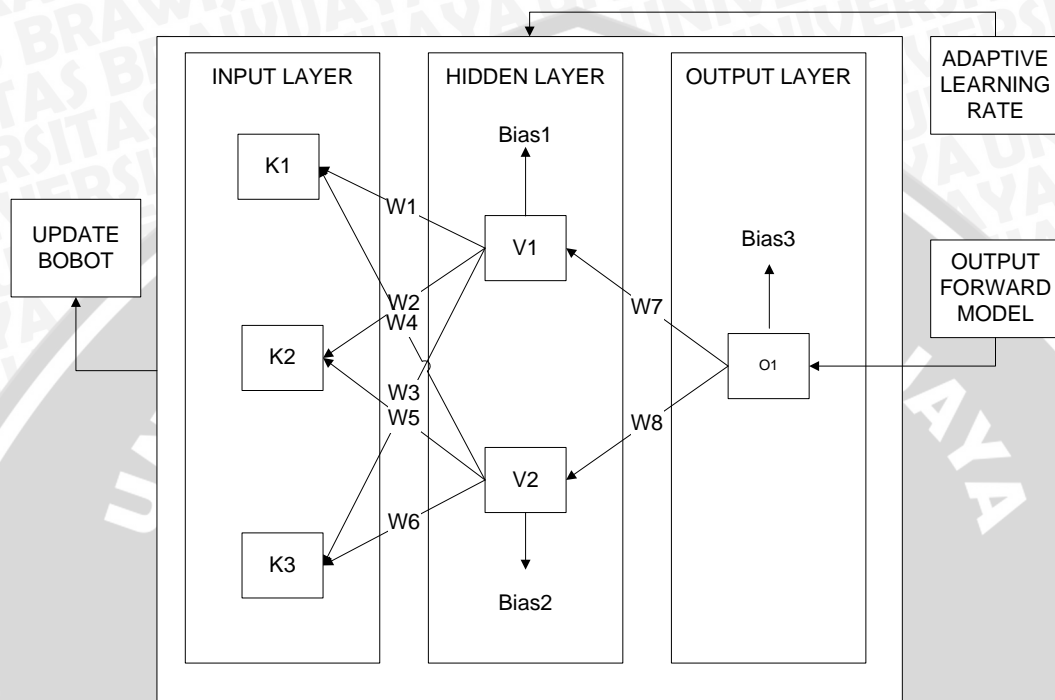 INPUT LAYER
HIDDEN LAYER
OUTPUT LAYER
ADAPTIVE
LEARNING
RATE
Bias1
K1
W1
UPDATE
BOBOT
V1
Bias3
OUTPUT
FORWARD
MODEL
W2
W4
W7
K2
O1
W3
W5
W8
V2
W6
K3
Bias2